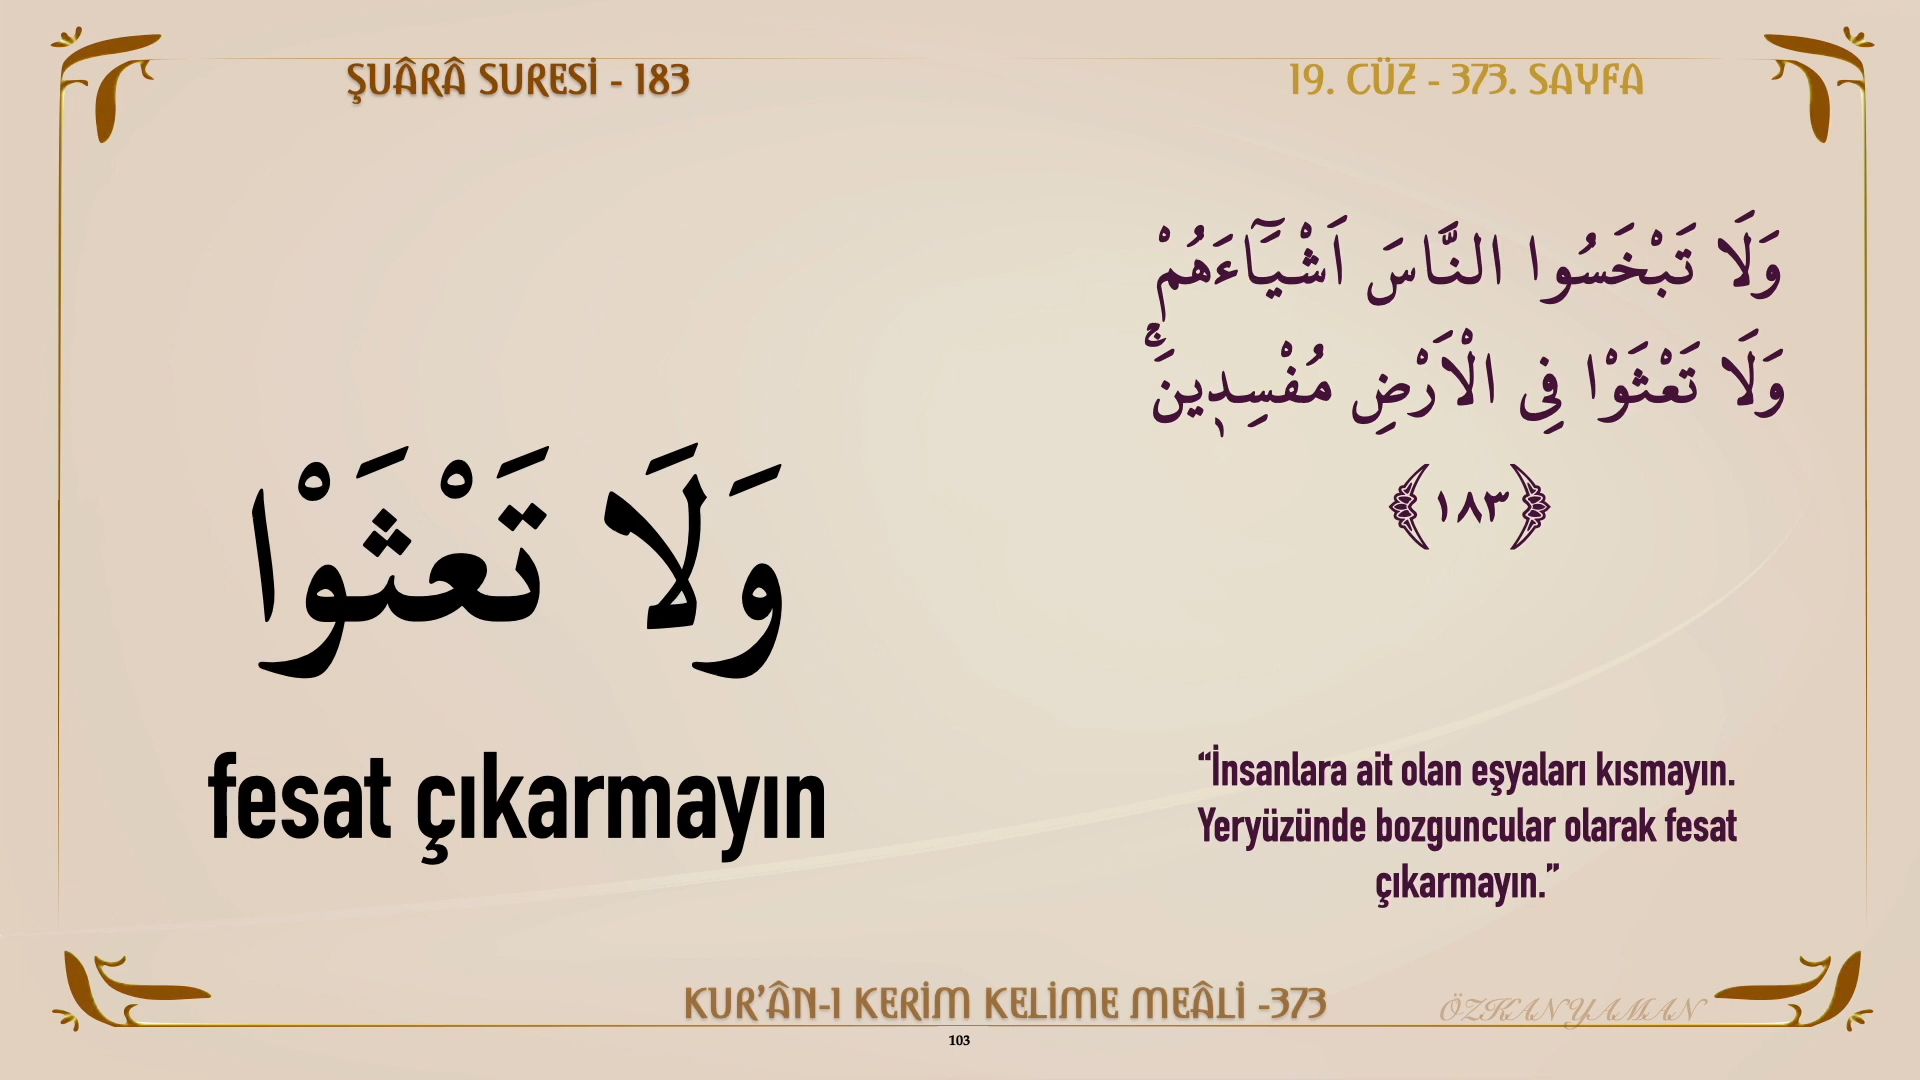 ŞUÂRÂ SURESİ - 183
19. CÜZ - 373. SAYFA
وَلَا تَبْخَسُوا النَّاسَ اَشْيَٓاءَهُمْ
وَلَا تَعْثَوْا فِى الْاَرْضِ مُفْسِدٖينَۚ
﴿١٨٣﴾
وَلَا تَعْثَوْا
fesat çıkarmayın
“İnsanlara ait olan eşyaları kısmayın.
Yeryüzünde bozguncular olarak fesat
çıkarmayın.”
KUR’ÂN-I KERİM KELİME MEÂLİ -373
ÖZKAN YAMAN
103